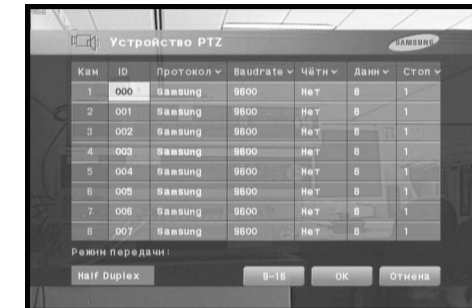 Устройство PTZ SAMSUNG
Кам ID Протокол Baudrate Чётн Данн Стоп
1 000 Samsung 9600 Нет 8 1
2 001 Samsung 9600 Нет 8 1
3 002 Samsung 9600 Нет 8 1
4 003 Samsung 9600 Нет 8 1
5 004 Samsung 9600 Нет 8 1
6 005 Samsung 9600 Нет 8 1
7 006 Samsung 9600 Нет 8 1
8 007 Samsung 9600 Нет 8 1
Режим передачи:
Half Duplex 9-16 OK Отмена